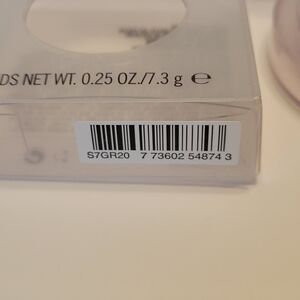 DS NET WT. 0.25 OZ./7.3 g ℮
S7GR20 7 73602 54874 3